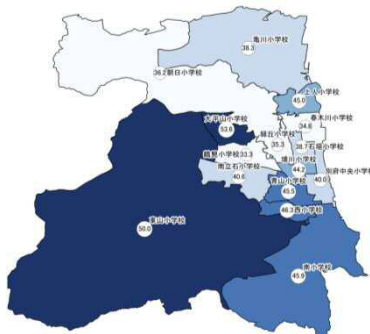 亀川小学校
38.3
36.2 朝日小学校
上人小学校
45.0
春木川小学校
34.6
大平山小学校
53.6
緑丘小学校
35.3
38.7 石垣小学校
鶴見小学校 33.3
境川小学校
44.2
南立石小学校
40.6
別府中央小学校
40.0
青山小学校
45.5
46.3 西小学校
東山小学校
50.0
南小学校
45.9